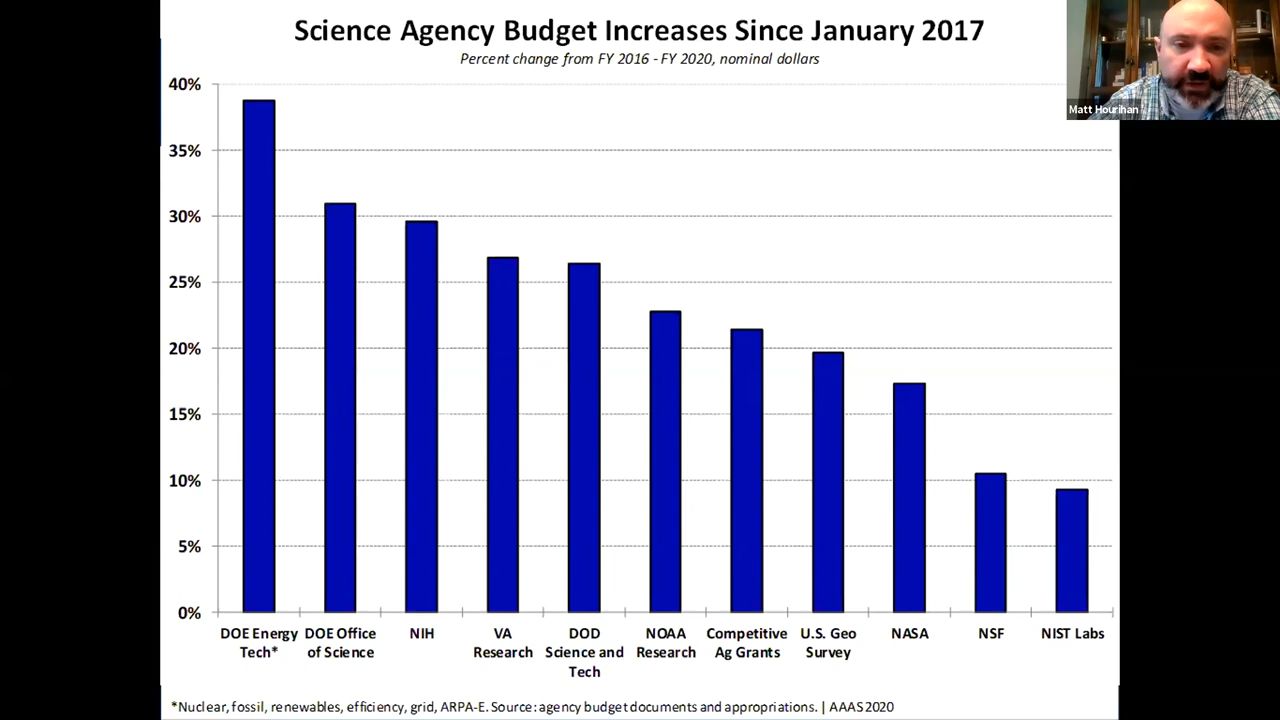 Science Agency Budget Increases Since January 2017
Percent change from FY 2016 - FY 2020, nominal dollars
Matt Hourihan
40%
35%
30%
25%
20%
15%
10%
5%
0%
DOE Energy Tech*
DOE Office of Science
NIH
VA Research
DOD Science and Tech
NOAA Research
Competitive Ag Grants
U.S. Geo Survey
NASA
NSF
NIST Labs
*Nuclear, fossil, renewables, efficiency, grid, ARPA-E. Source: agency budget documents and appropriations. | AAAS 2020